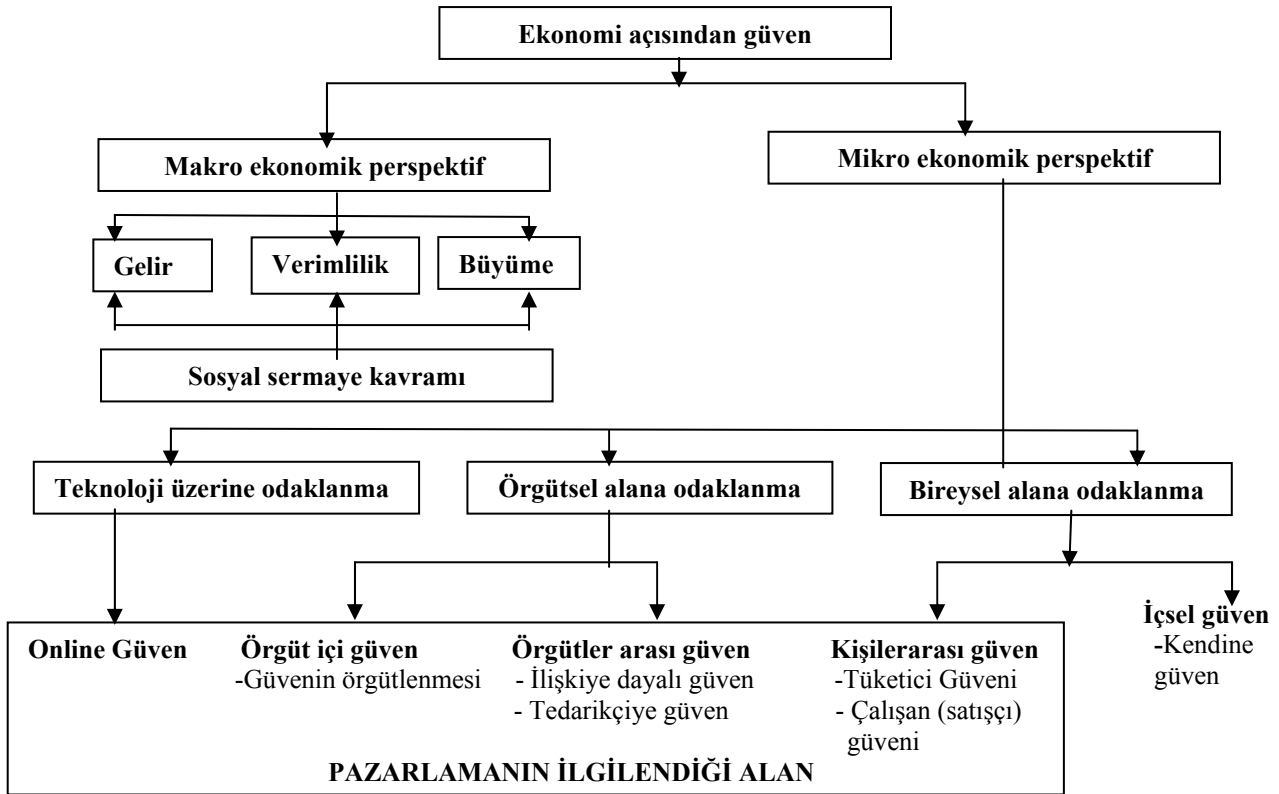 Ekonomi açısından güven
Makro ekonomik perspektif
Mikro ekonomik perspektif
Gelir
Verimlilik
Büyüme
Sosyal sermaye kavramı
Teknoloji üzerine odaklanma
Örgütsel alana odaklanma
Bireysel alana odaklanma
Online Güven
Örgüt içi güven
-Güvenin örgütlenmesi
Örgütler arası güven
- İlişkiye dayalı güven
- Tedarikçiye güven
Kişilerarası güven
-Tüketici Güveni
- Çalışan (satışçı)
güveni
İçsel güven
-Kendine
güven
PAZARLAMANIN İLGİLENDİĞİ ALAN